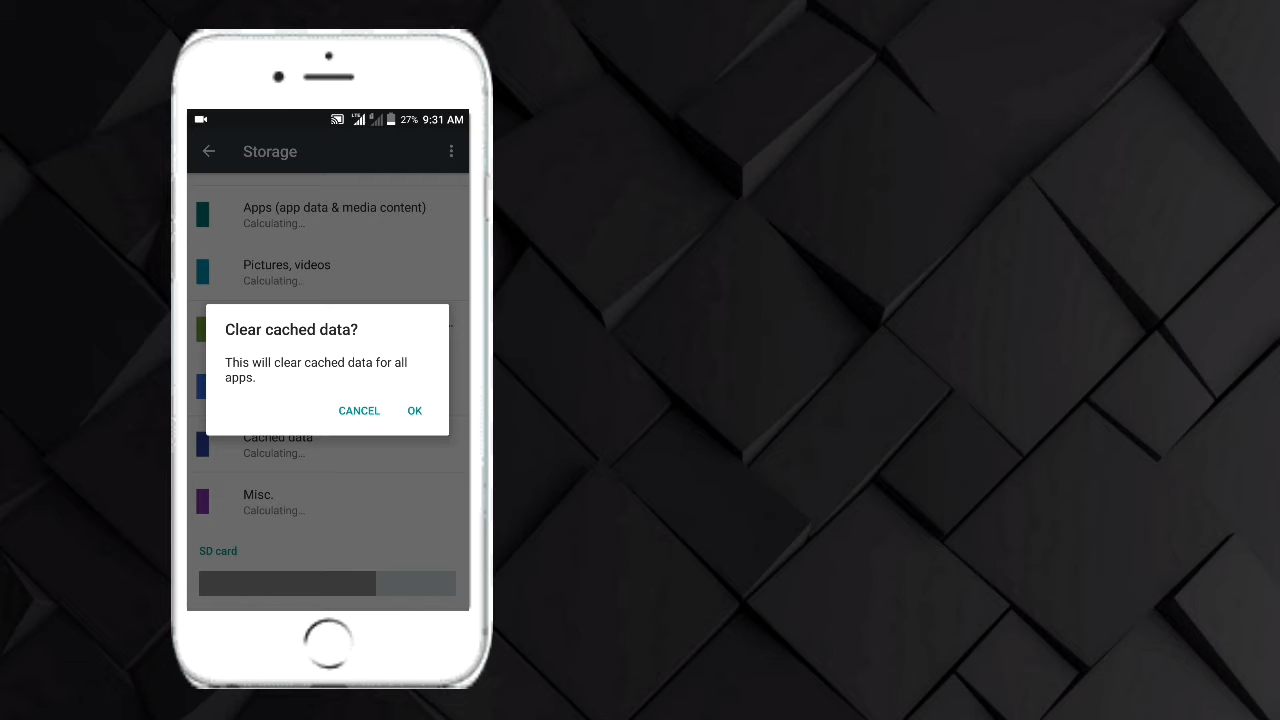 LTE 27% 9:31 AM
Storage
Apps (app data & media content)
Calculating...
Pictures, videos
Calculating...
Clear cached data?
This will clear cached data for all
apps.
CANCEL OK
Cached data
Calculating...
Misc.
Calculating...
SD card